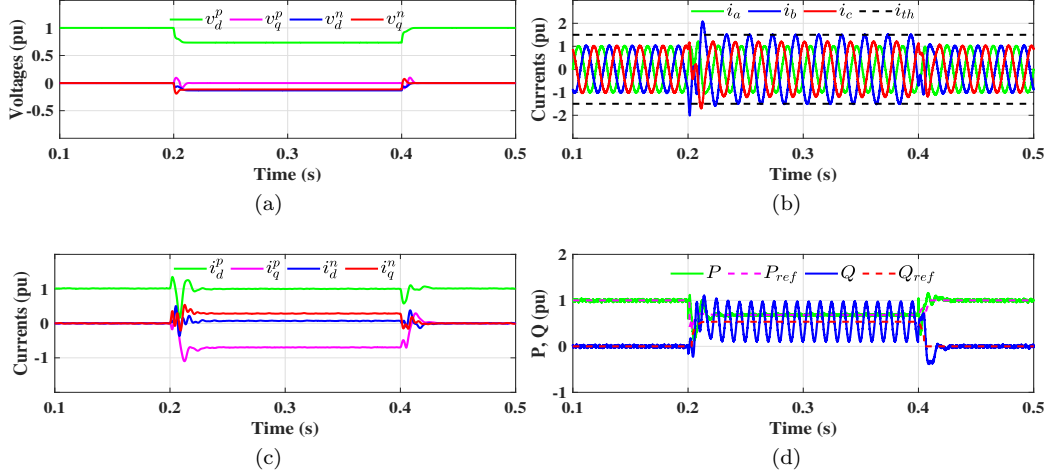 v_d^p v_q^p v_d^n v_q^n
Voltages (pu)
1
0.5
0
-0.5
0.1 0.2 0.3 0.4 0.5
Time (s)
(a)
i_a i_b i_c i_th
Currents (pu)
2
1
0
-1
-2
0.1 0.2 0.3 0.4 0.5
Time (s)
(b)
i_d^p i_q^p i_d^n i_q^n
Currents (pu)
2
1
0
-1
0.1 0.2 0.3 0.4 0.5
Time (s)
(c)
P P_ref Q Q_ref
P, Q (pu)
2
1
0
-1
0.1 0.2 0.3 0.4 0.5
Time (s)
(d)